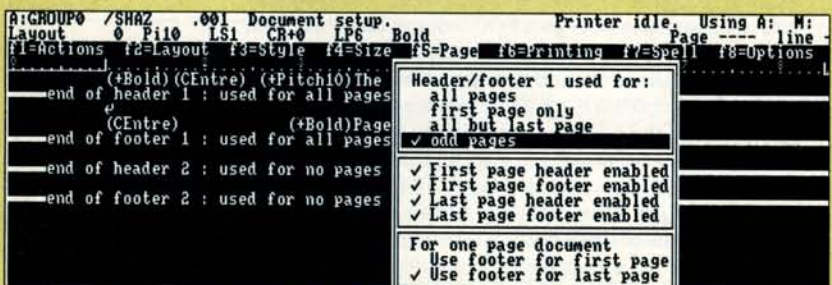 A:GROUP0 /SHAZ .001 Document setup. Printer idle. Using A: M:
Layout 0 Pi10 LS1 CR+0 LP6 Bold Page ---- line -
f1=Actions f2=Layout f3=Style f4=Size f5=Page f6=Printing f7=Spell f8=Options
(+Bold)(CEntre) (+Pitch10)The
end of header 1 : used for all pages
(CEntre) (+Bold)Page
end of footer 1 : used for all pages
end of header 2 : used for no pages
end of footer 2 : used for no pages
Header/footer 1 used for:
all pages
first page only
all but last page
✓ odd pages
✓ First page header enabled
✓ First page footer enabled
✓ Last page header enabled
✓ Last page footer enabled
For one page document
Use footer for first page
✓ Use footer for last page